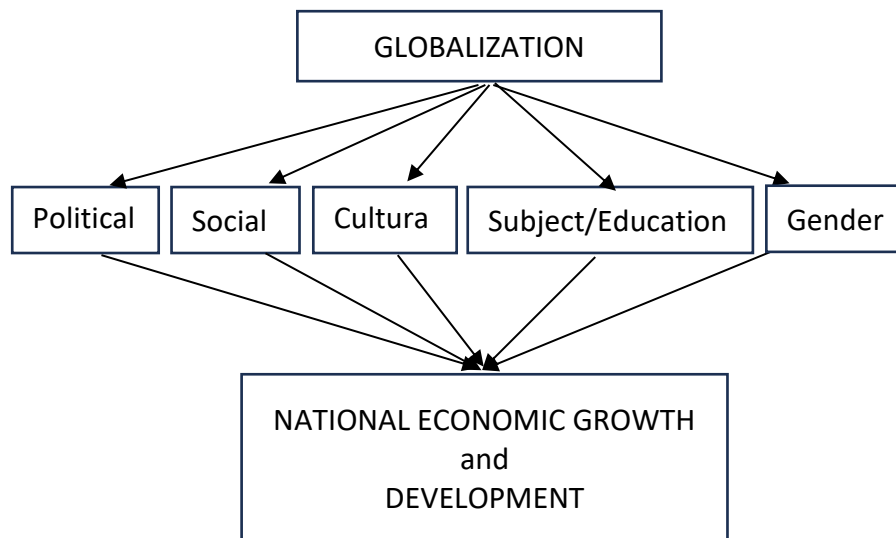 GLOBALIZATION
Political
Social
Cultura
Subject/Education
Gender
NATIONAL ECONOMIC GROWTH
and
DEVELOPMENT